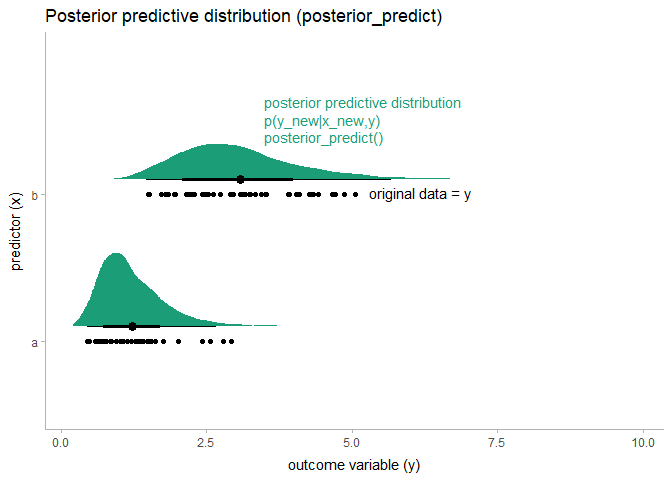 Posterior predictive distribution (posterior_predict)
posterior predictive distribution
p(y_new|x_new,y)
posterior_predict()
b
original data = y
predictor (x)
a
0.0
2.5
5.0
7.5
10.0
outcome variable (y)